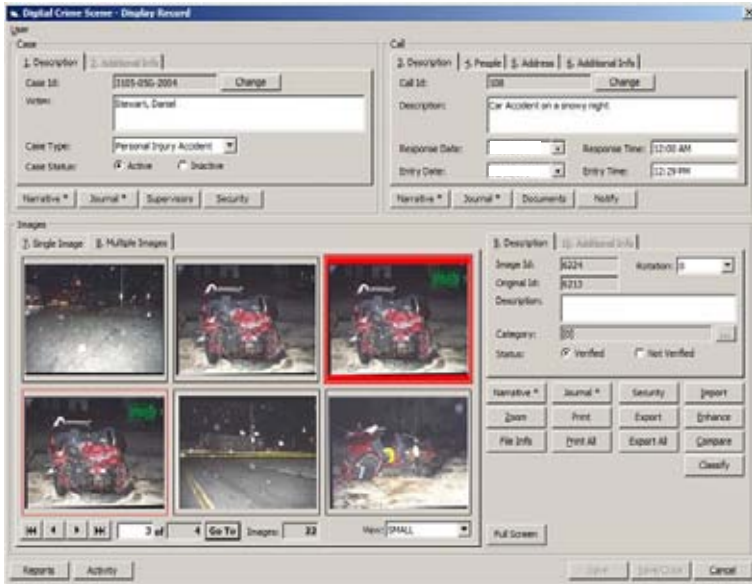 Digital Crime Scene - Display Record
User
Case
1. Description 2. Additional Info
Case Id: Change
Victim: Stewart, Daniel
Case Type: Personal Injury Accident
Case Status: Active Inactive
Narrative * Journal * Supervisors Security
Call
3. Description 4. People 5. Address 6. Additional Info
Call Id: 108 Change
Description: Car Accident on a snowy night
Response Date: Response Time: 12:00 AM
Entry Date: Entry Time: 12:29 PM
Narrative * Journal * Documents Notify
Images
7. Single Image 8. Multiple Images
3 of 4 Go To Images: 22 View: SMALL
9. Description 10. Additional Info
Image Id: 6224 Rotation: 0
Original Id: 6213
Description:
Category: ...
Status: Verified Not Verified
Narrative * Journal * Security Import
Zoom Print Export Enhance
File Info Print All Export All Compare
Classify
Full Screen
Reports Activity Save Save/Close Cancel